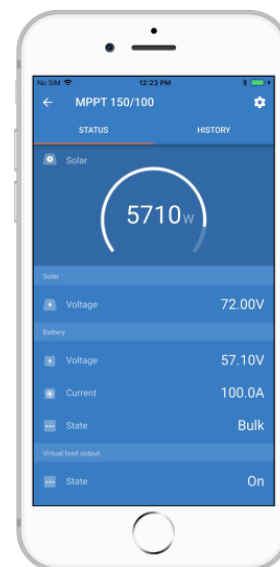 No SIM 12:23 PM
← MPPT 150/100
STATUS HISTORY
Solar
5710W
Solar
Voltage 72.00V
Battery
Voltage 57.10V
Current 100.0A
State Bulk
Virtual load output
State On